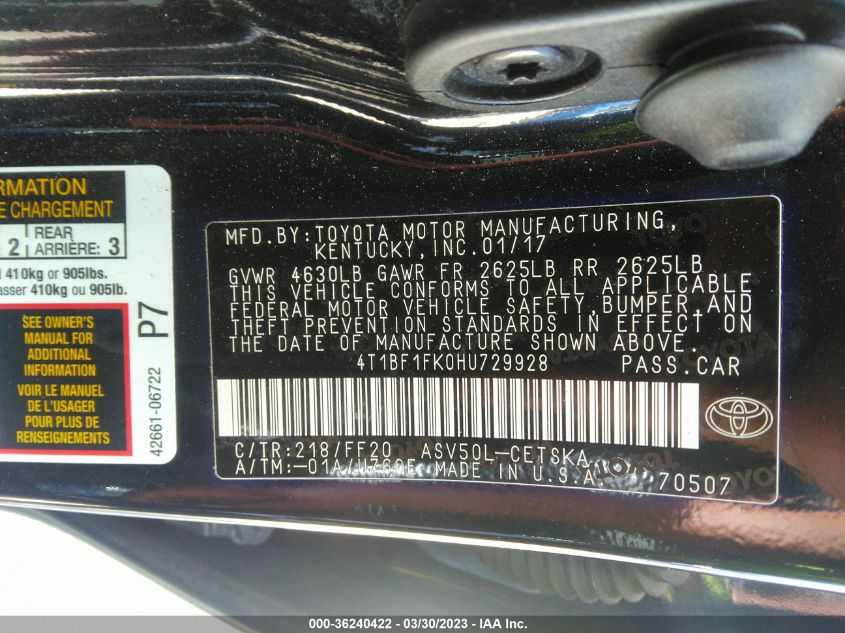 RMATION
E CHARGEMENT
2 REAR ARRIÈRE: 3
410kg or 905lbs.
asser 410kg ou 905lb.
SEE OWNER'S
MANUAL FOR
ADDITIONAL
INFORMATION
VOIR LE MANUEL
DE L'USAGER
POUR PLUS DE
RENSEIGNEMENTS
P7
42661-06722
MFD.BY:TOYOTA MOTOR MANUFACTURING,
KENTUCKY,INC.01/17
GVWR 4630LB GAWR FR 2625LB RR 2625LB
THIS VEHICLE CONFORMS TO ALL APPLICABLE
FEDERAL MOTOR VEHICLE SAFETY,BUMPER,AND
THEFT PREVENTION STANDARDS IN EFFECT ON
THE DATE OF MANUFACTURE SHOWN ABOVE.
4T1BF1FK0HU729928 PASS.CAR
C/TR:218/FF20 ASV50L-CETSKA
A/TM:-01A/U760E MADE IN U.S.A. 70507
TOYOTA
000-36240422 - 03/30/2023 - IAA Inc.